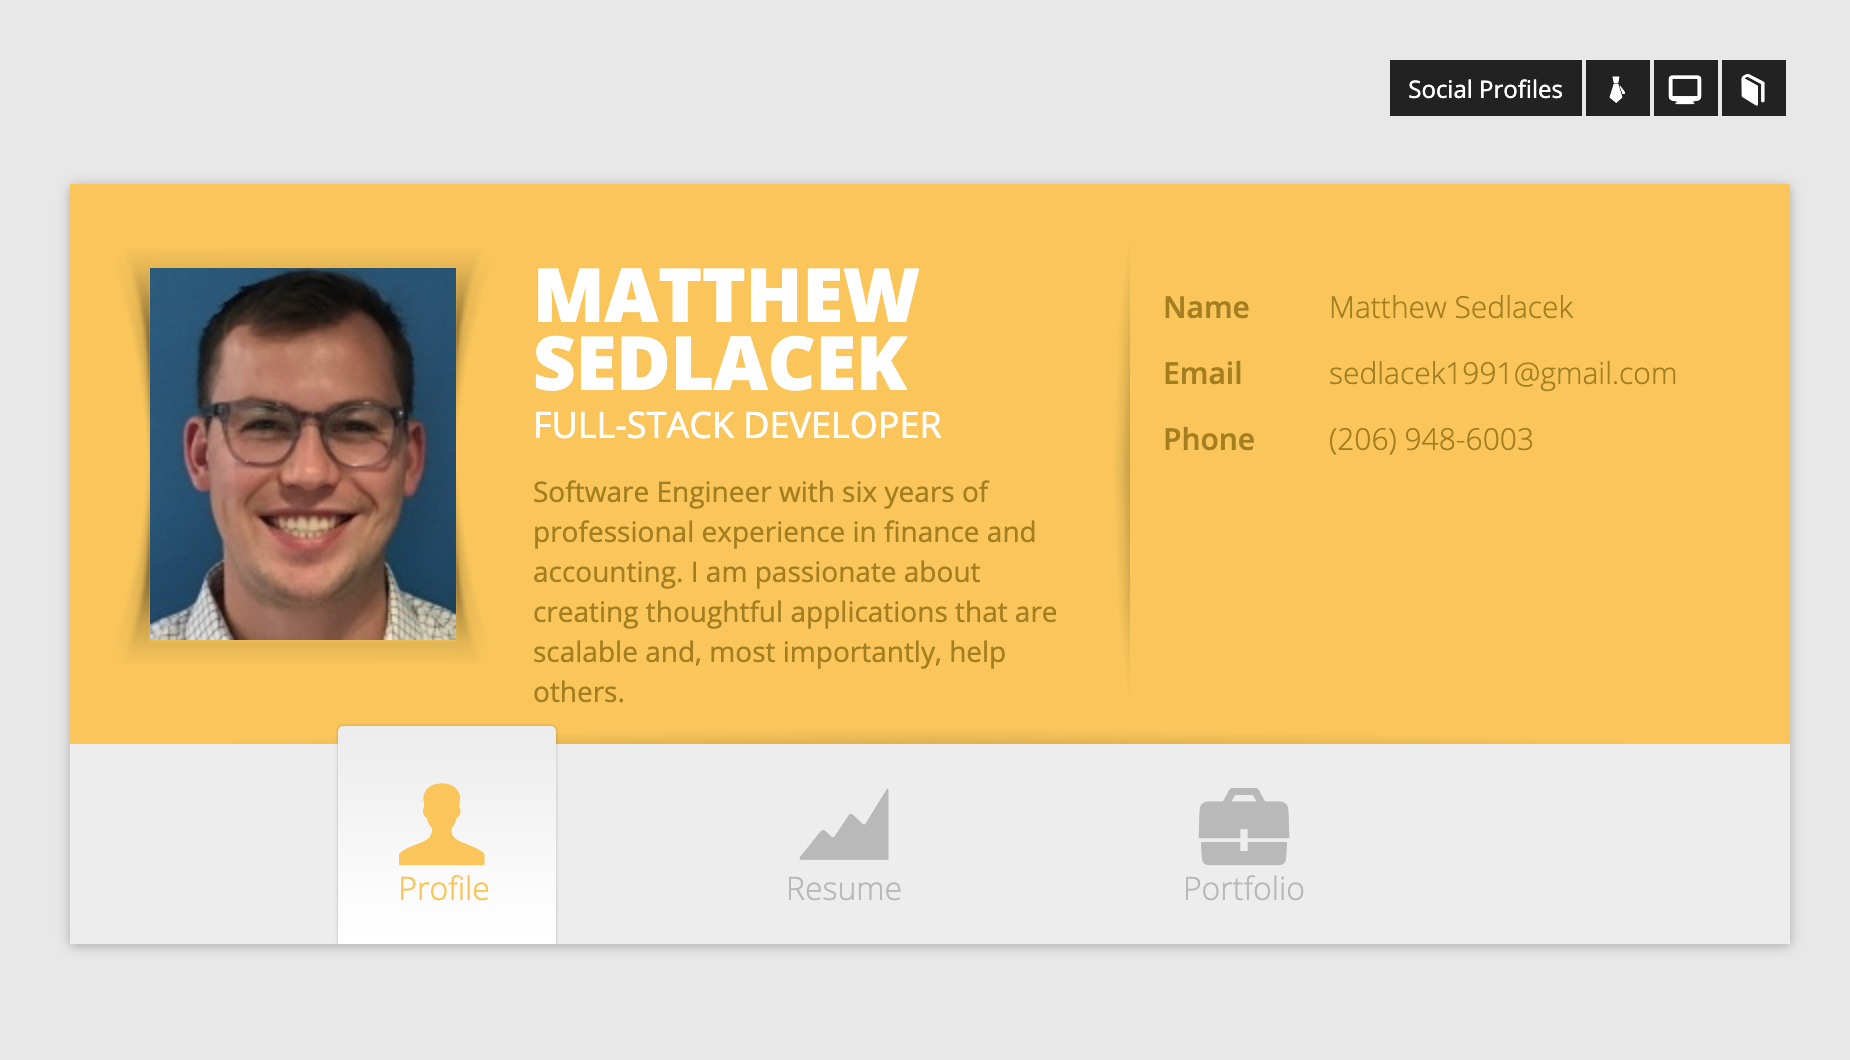 Social Profiles
MATTHEW
SEDLACEK
FULL-STACK DEVELOPER
Software Engineer with six years of
professional experience in finance and
accounting. I am passionate about
creating thoughtful applications that are
scalable and, most importantly, help
others.
Name Matthew Sedlacek
Email sedlacek1991@gmail.com
Phone (206) 948-6003
Profile
Resume
Portfolio